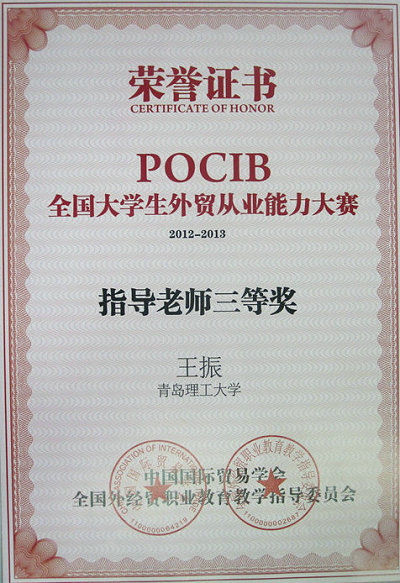 荣誉证书
CERTIFICATE OF HONOR
POCIB
全国大学生外贸从业能力大赛
2012-2013
指导老师三等奖
王振
青岛理工大学
中国国际贸易学会
全国外经贸职业教育教学指导委员会